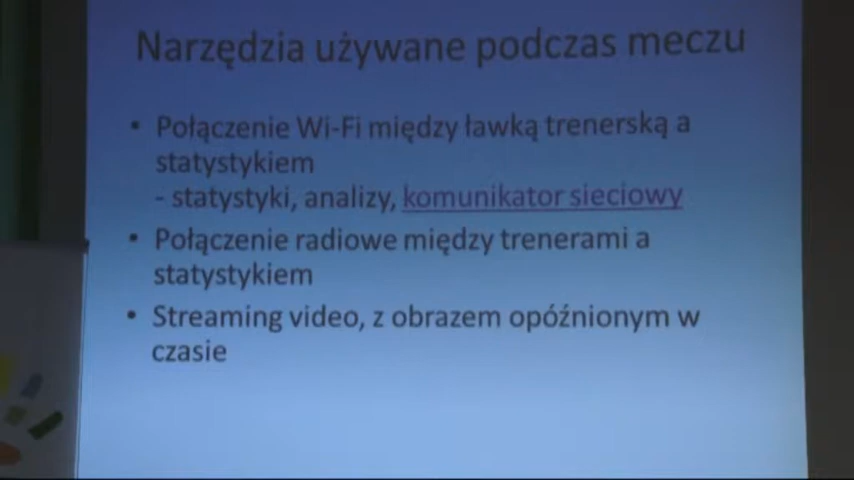 Narzędzia używane podczas meczu
• Połączenie Wi-Fi między ławką trenerską a
statystykiem
- statystyki, analizy, komunikator sieciowy
• Połączenie radiowe między trenerami a
statystykiem
• Streaming video, z obrazem opóźnionym w
czasie